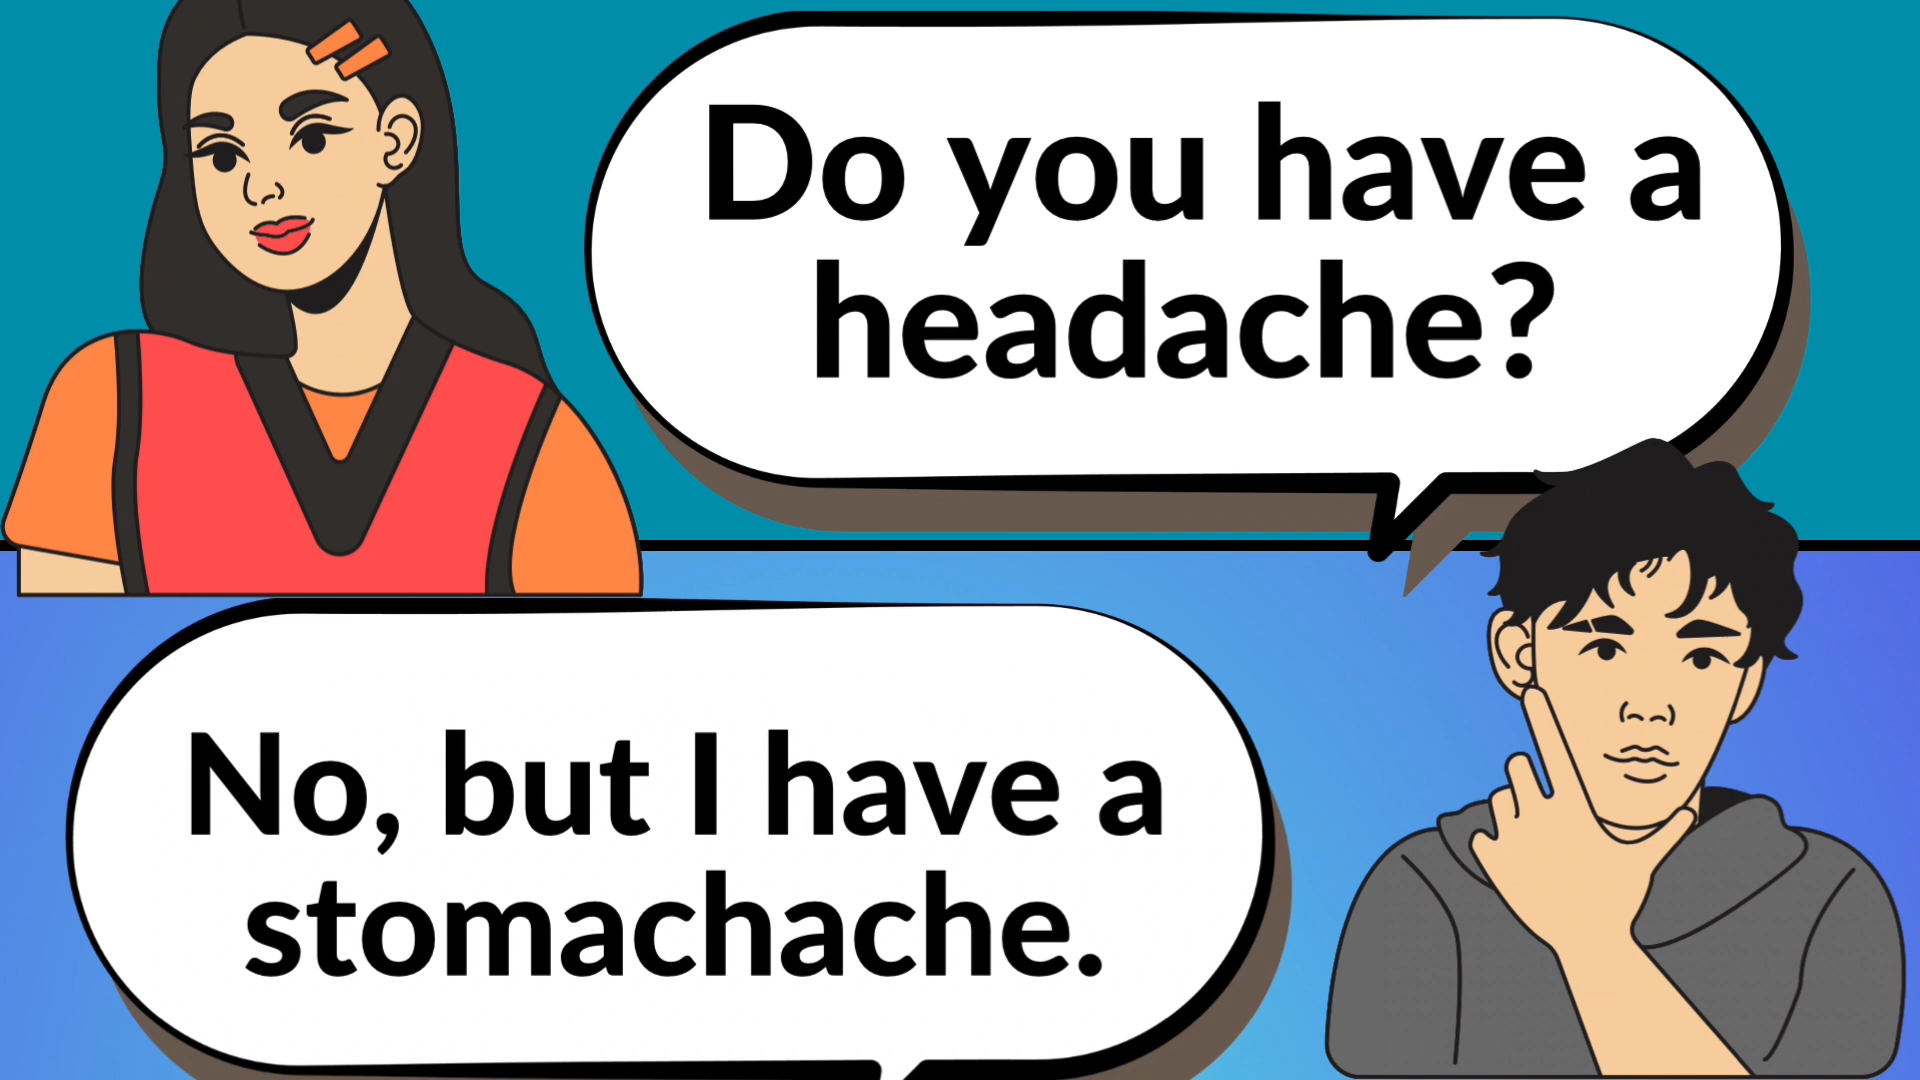 Do you have a
headache?
No, but I have a
stomachache.